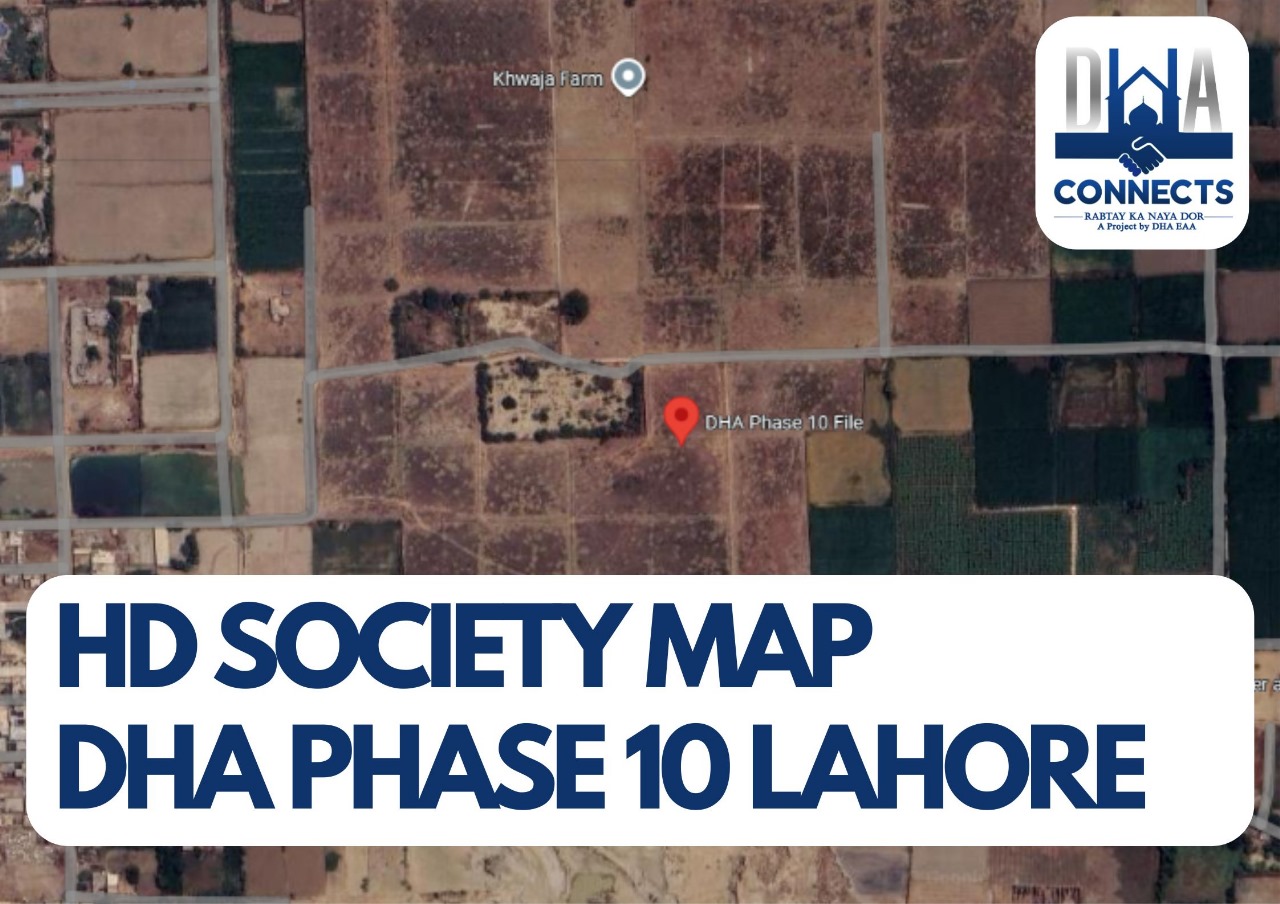 Khwaja Farm
DHA
CONNECTS
RABTAY KA NAYA DOR
A Project by DHA EAA
DHA Phase 10 File
HD SOCIETY MAP
DHA PHASE 10 LAHORE